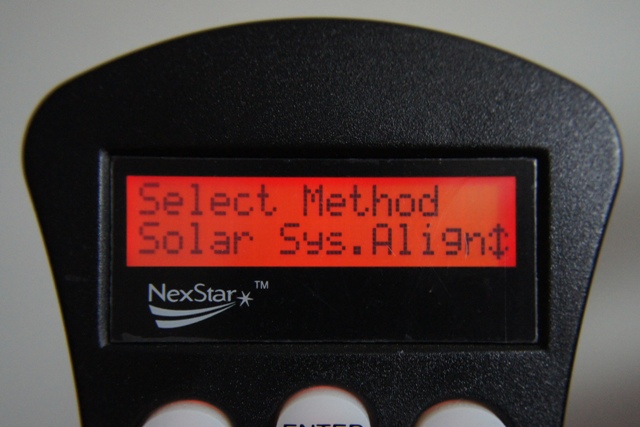 Select Method
Solar Sys.Align↕
NexStar™
ENTER